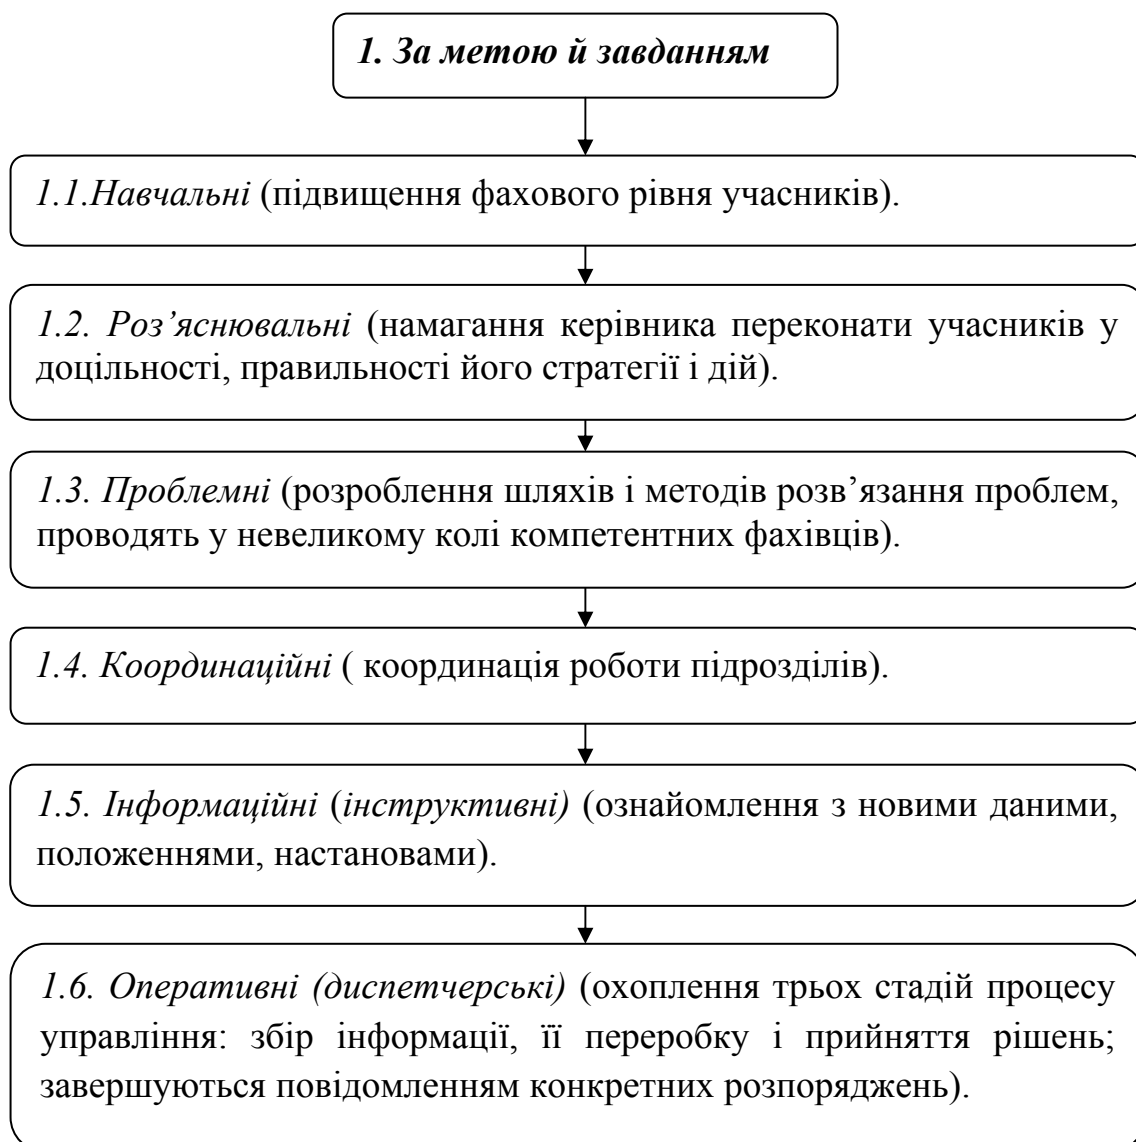 1. За метою й завданням
1.1.Навчальні (підвищення фахового рівня учасників).
1.2. Роз’яснювальні (намагання керівника переконати учасників у
доцільності, правильності його стратегії і дій).
1.3. Проблемні (розроблення шляхів і методів розв’язання проблем,
проводять у невеликому колі компетентних фахівців).
1.4. Координаційні ( координація роботи підрозділів).
1.5. Інформаційні (інструктивні) (ознайомлення з новими даними,
положеннями, настановами).
1.6. Оперативні (диспетчерські) (охоплення трьох стадій процесу
управління: збір інформації, її переробку і прийняття рішень;
завершуються повідомленням конкретних розпоряджень).